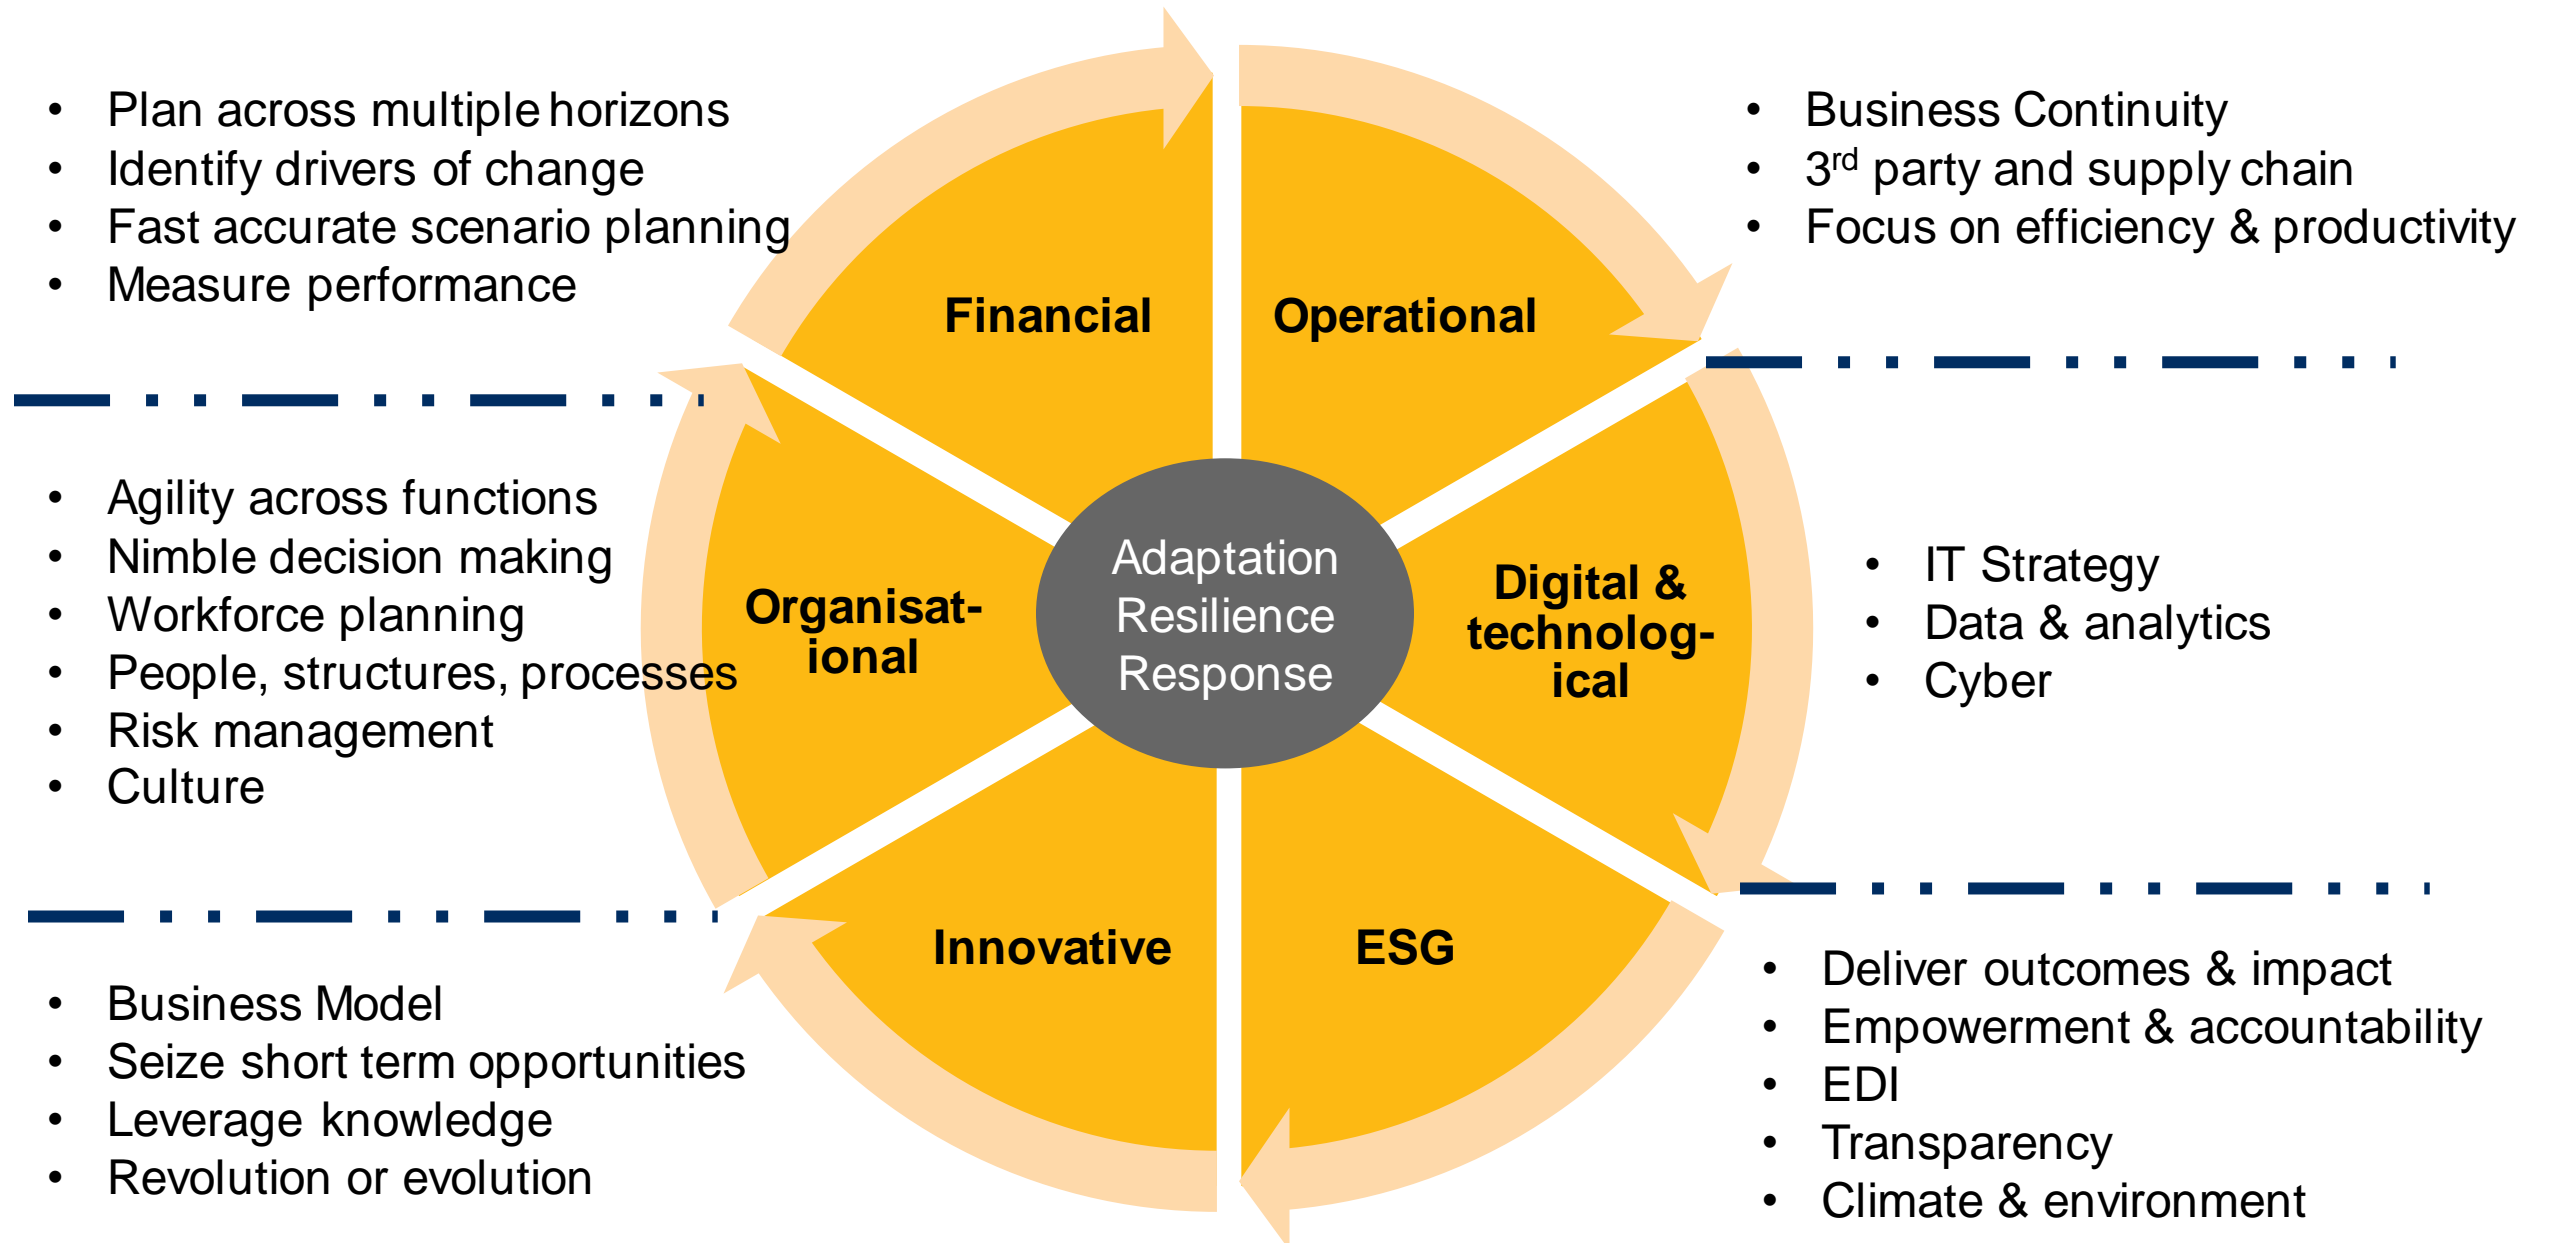 • Plan across multiple horizons
• Identify drivers of change
• Fast accurate scenario planning
• Measure performance
• Agility across functions
• Nimble decision making
• Workforce planning
• People, structures, processes
• Risk management
• Culture
• Business Model
• Seize short term opportunities
• Leverage knowledge
• Revolution or evolution
Financial
Operational
Organisat-
ional
Adaptation
Resilience
Response
Digital &
technolog-
ical
Innovative
ESG
• Business Continuity
• 3rd party and supply chain
• Focus on efficiency & productivity
• IT Strategy
• Data & analytics
• Cyber
• Deliver outcomes & impact
• Empowerment & accountability
• EDI
• Transparency
• Climate & environment